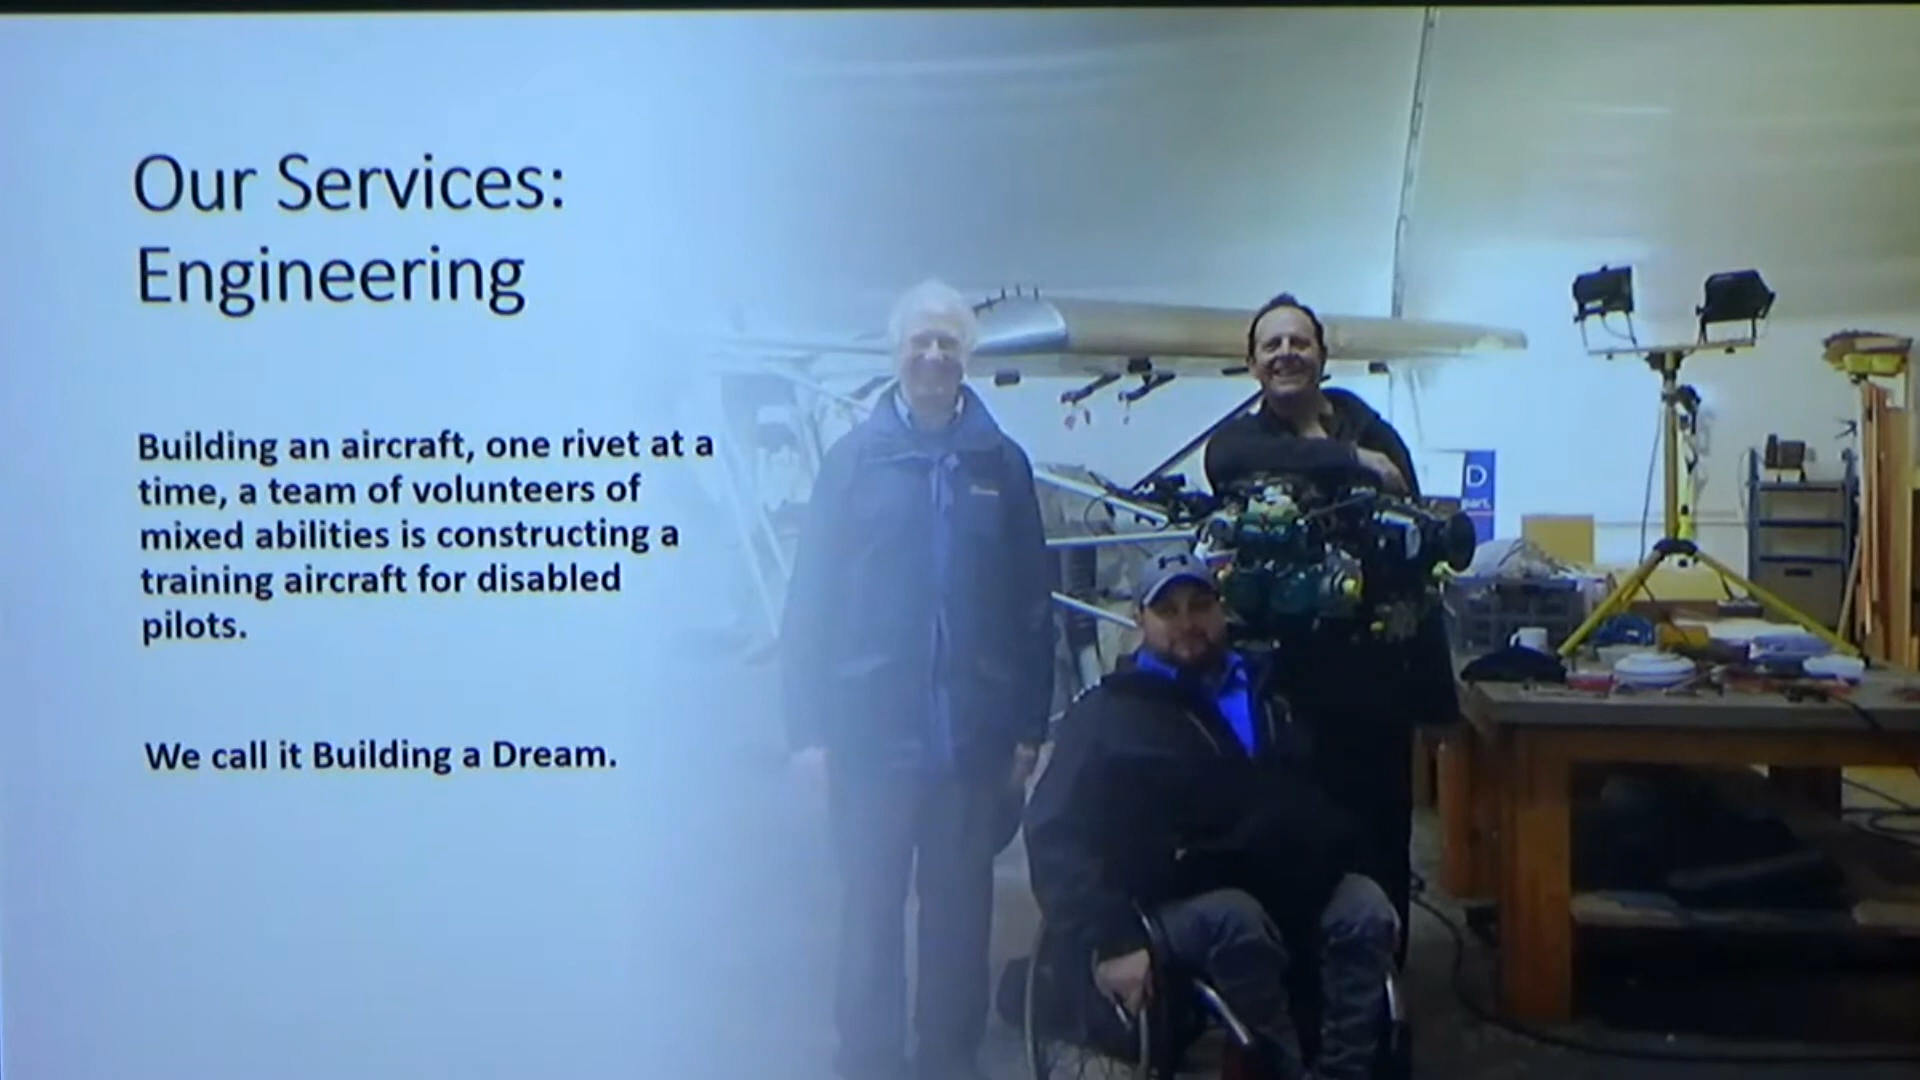 Our Services:
Engineering
Building an aircraft, one rivet at a
time, a team of volunteers of
mixed abilities is constructing a
training aircraft for disabled
pilots.
We call it Building a Dream.
D
part.